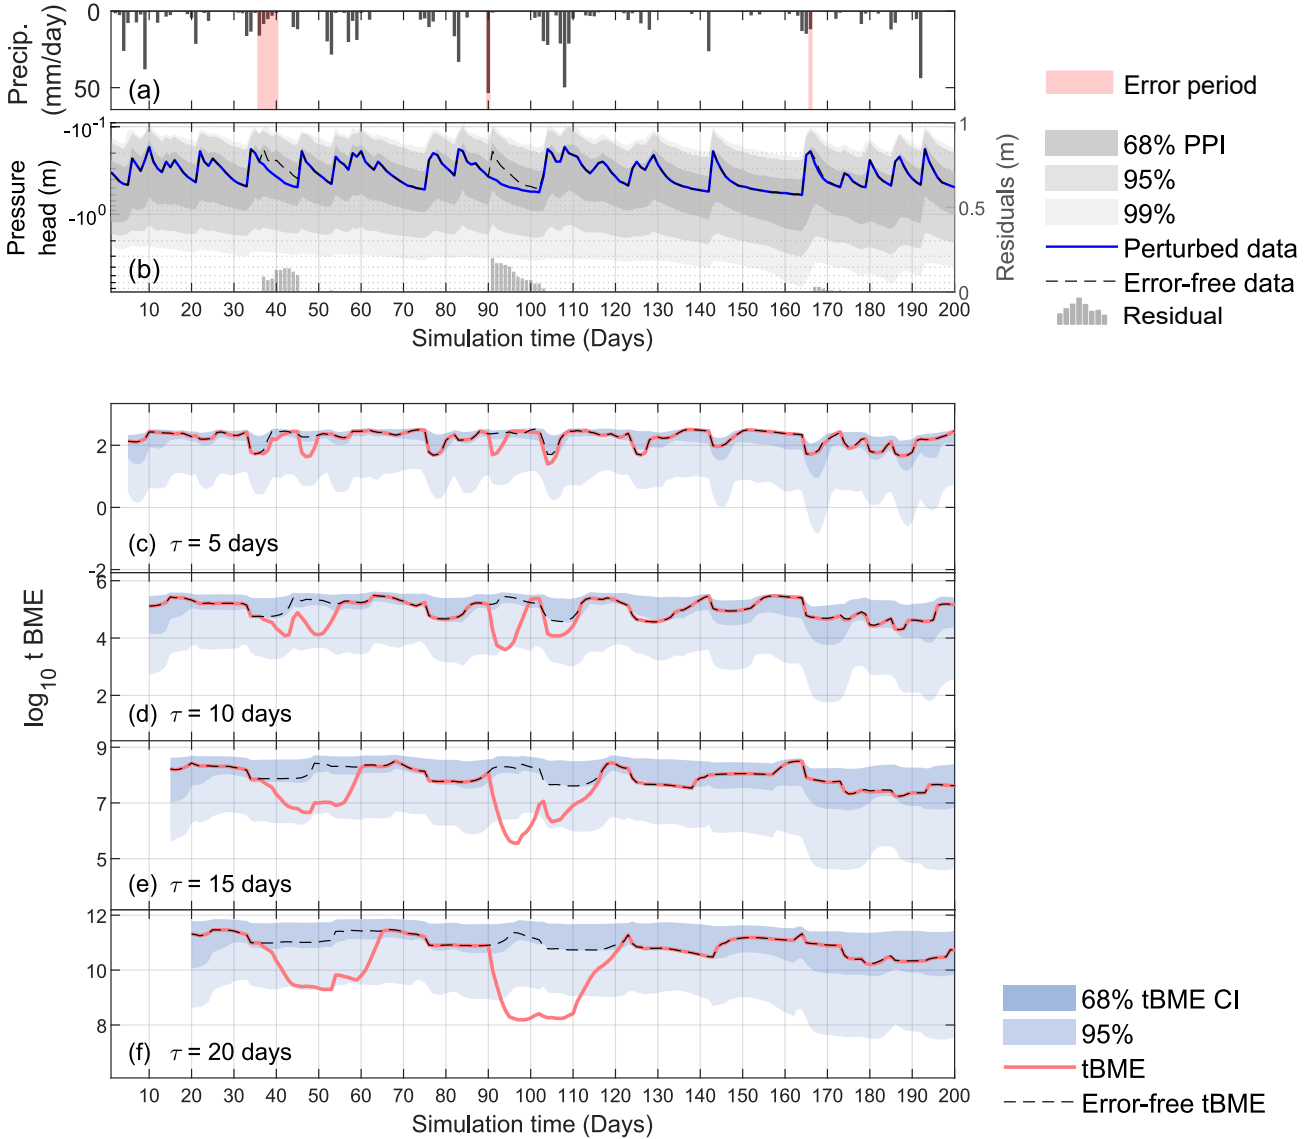 Precip.
(mm/day)
0
50
(a)
Error period
Pressure
head (m)
-10^-1
-10^0
(b)
1
0.5
0
Residuals (m)
68% PPI
95%
99%
Perturbed data
Error-free data
Residual
10 20 30 40 50 60 70 80 90 100 110 120 130 140 150 160 170 180 190 200
Simulation time (Days)
log10 t BME
2
0
-2
(c) τ = 5 days
6
4
2
(d) τ = 10 days
9
7
5
(e) τ = 15 days
12
10
8
(f) τ = 20 days
10 20 30 40 50 60 70 80 90 100 110 120 130 140 150 160 170 180 190 200
Simulation time (Days)
68% tBME CI
95%
tBME
Error-free tBME